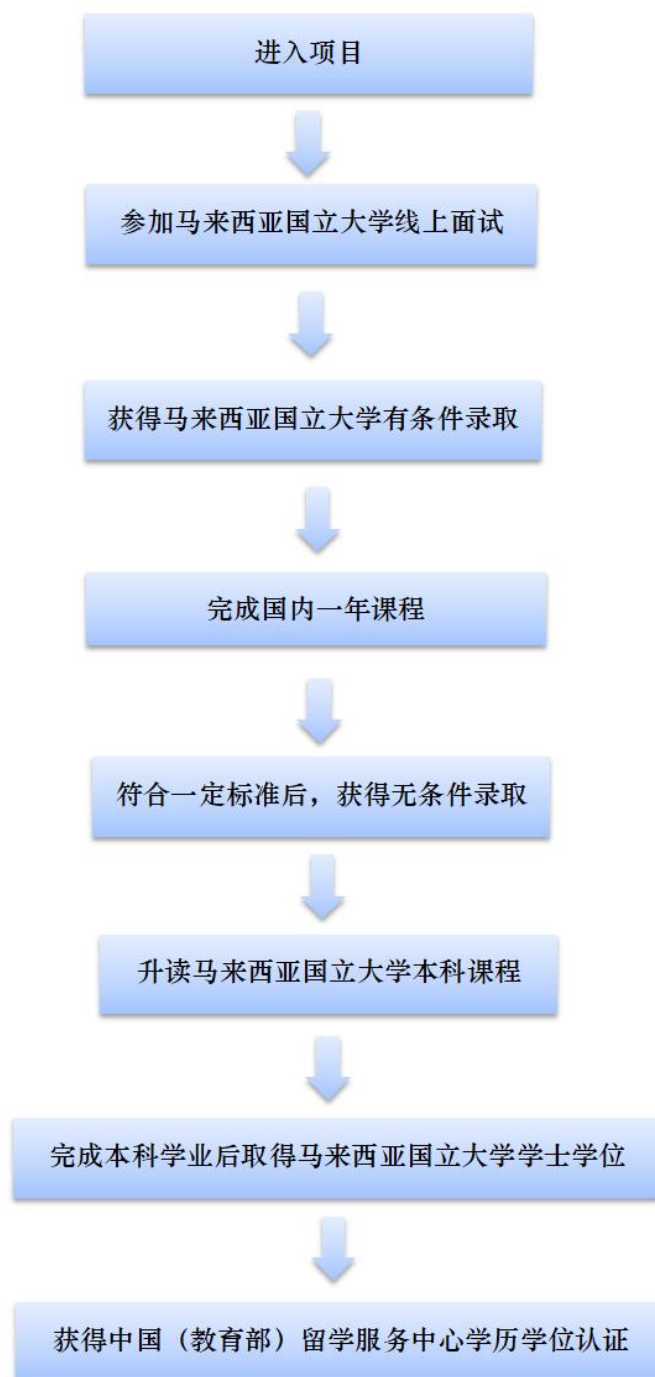 进入项目
参加马来西亚国立大学线上面试
获得马来西亚国立大学有条件录取
完成国内一年课程
符合一定标准后，获得无条件录取
升读马来西亚国立大学本科课程
完成本科学业后取得马来西亚国立大学学士学位
获得中国（教育部）留学服务中心学历学位认证